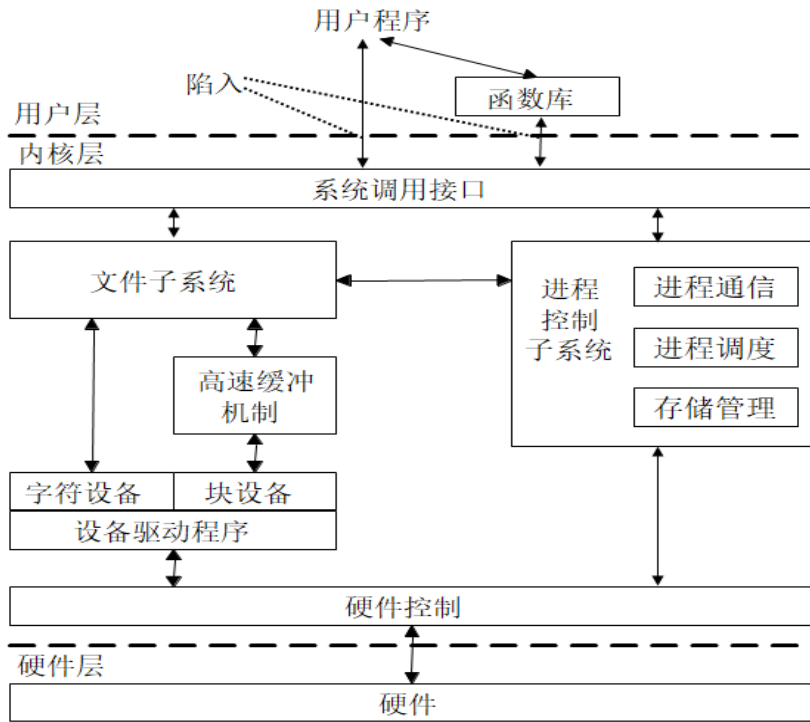 用户程序
陷入
函数库
用户层
内核层
系统调用接口
文件子系统
进程
控制
子系统
进程通信
进程调度
存储管理
高速缓冲
机制
字符设备
块设备
设备驱动程序
硬件控制
硬件层
硬件